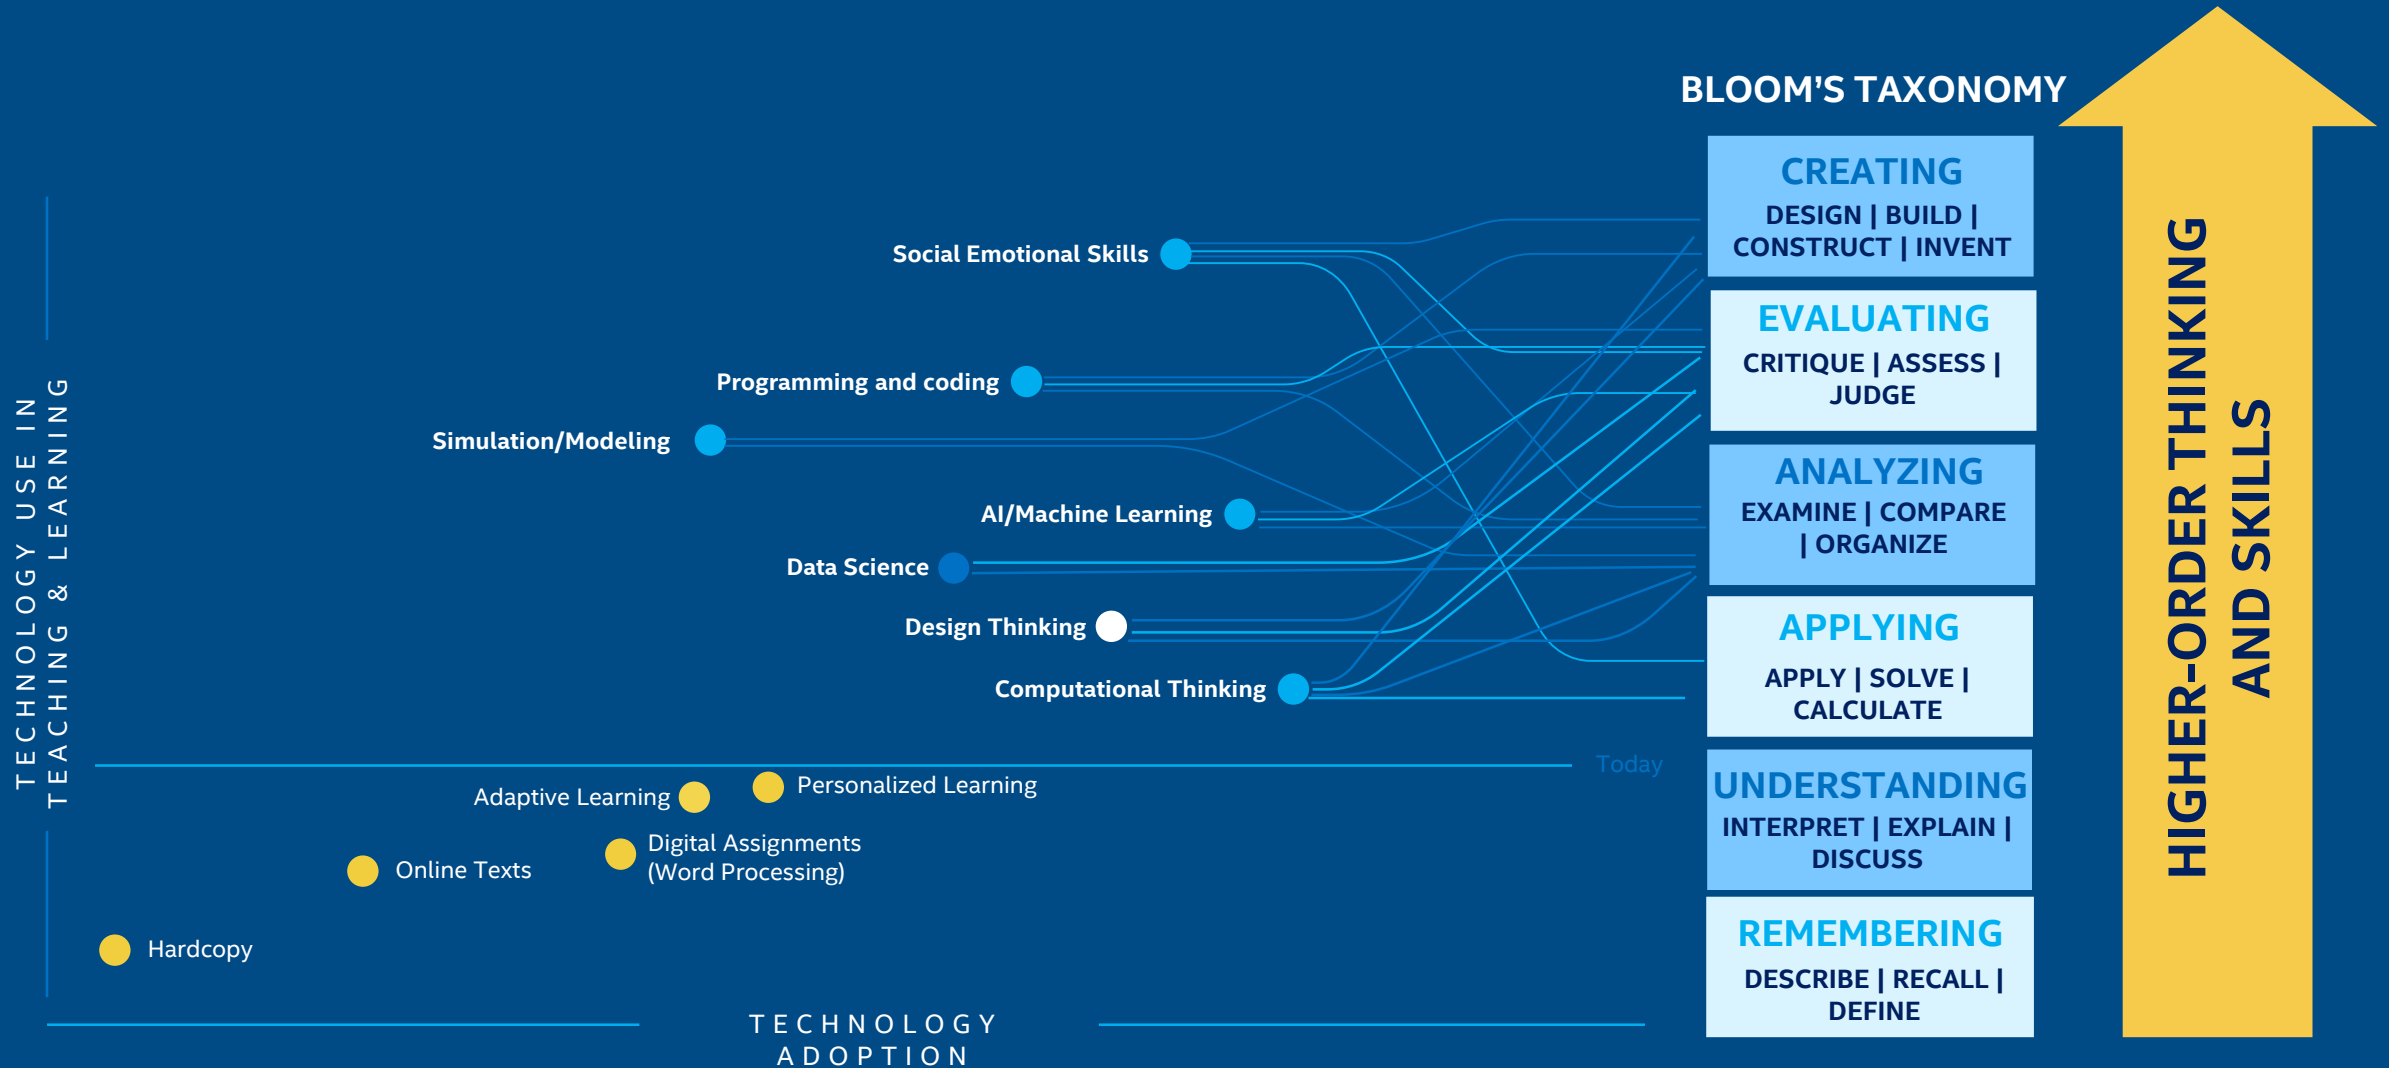 BLOOM’S TAXONOMY
CREATING
DESIGN | BUILD |
CONSTRUCT | INVENT
EVALUATING
CRITIQUE | ASSESS |
JUDGE
ANALYZING
EXAMINE | COMPARE
| ORGANIZE
APPLYING
APPLY | SOLVE |
CALCULATE
UNDERSTANDING
INTERPRET | EXPLAIN |
DISCUSS
REMEMBERING
DESCRIBE | RECALL |
DEFINE
HIGHER-ORDER THINKING
AND SKILLS
TECHNOLOGY USE IN
TEACHING & LEARNING
Social Emotional Skills
Programming and coding
Simulation/Modeling
AI/Machine Learning
Data Science
Design Thinking
Computational Thinking
Today
Adaptive Learning
Personalized Learning
Digital Assignments
(Word Processing)
Online Texts
Hardcopy
TECHNOLOGY
ADOPTION